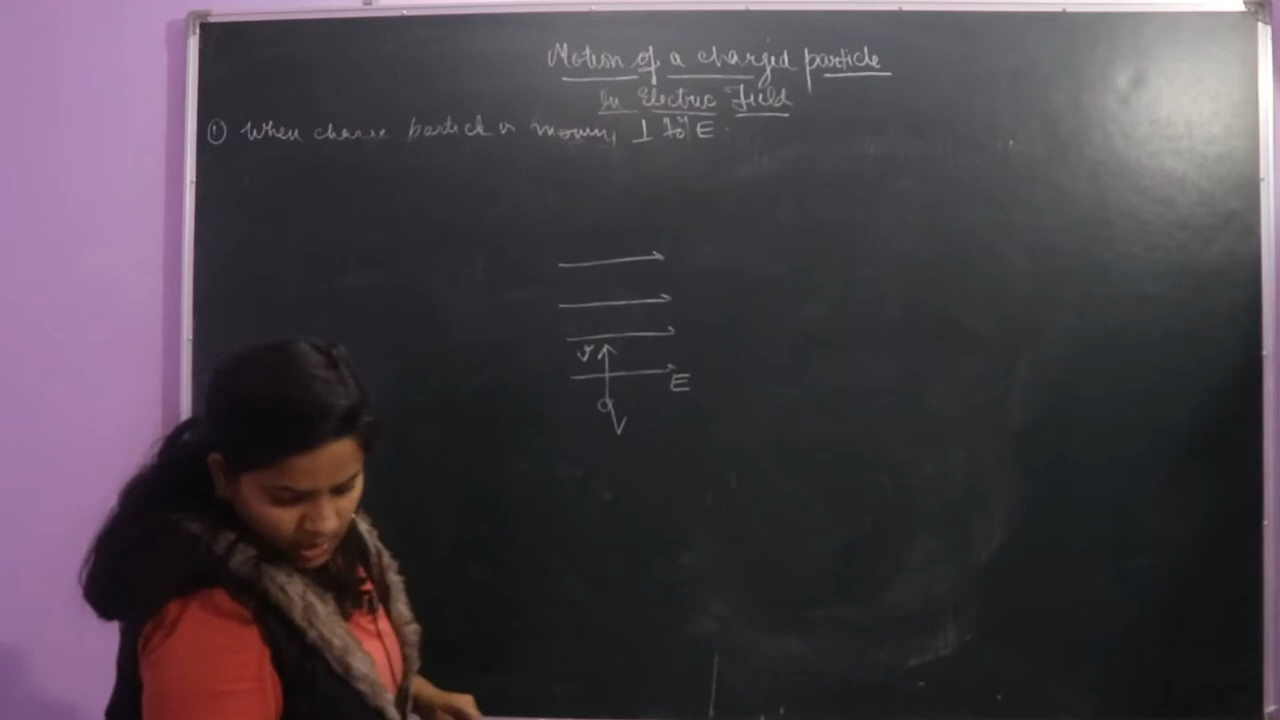 Motion of a charged particle
In Electric Field
① When charge particle is moving ⊥ to E
v
E